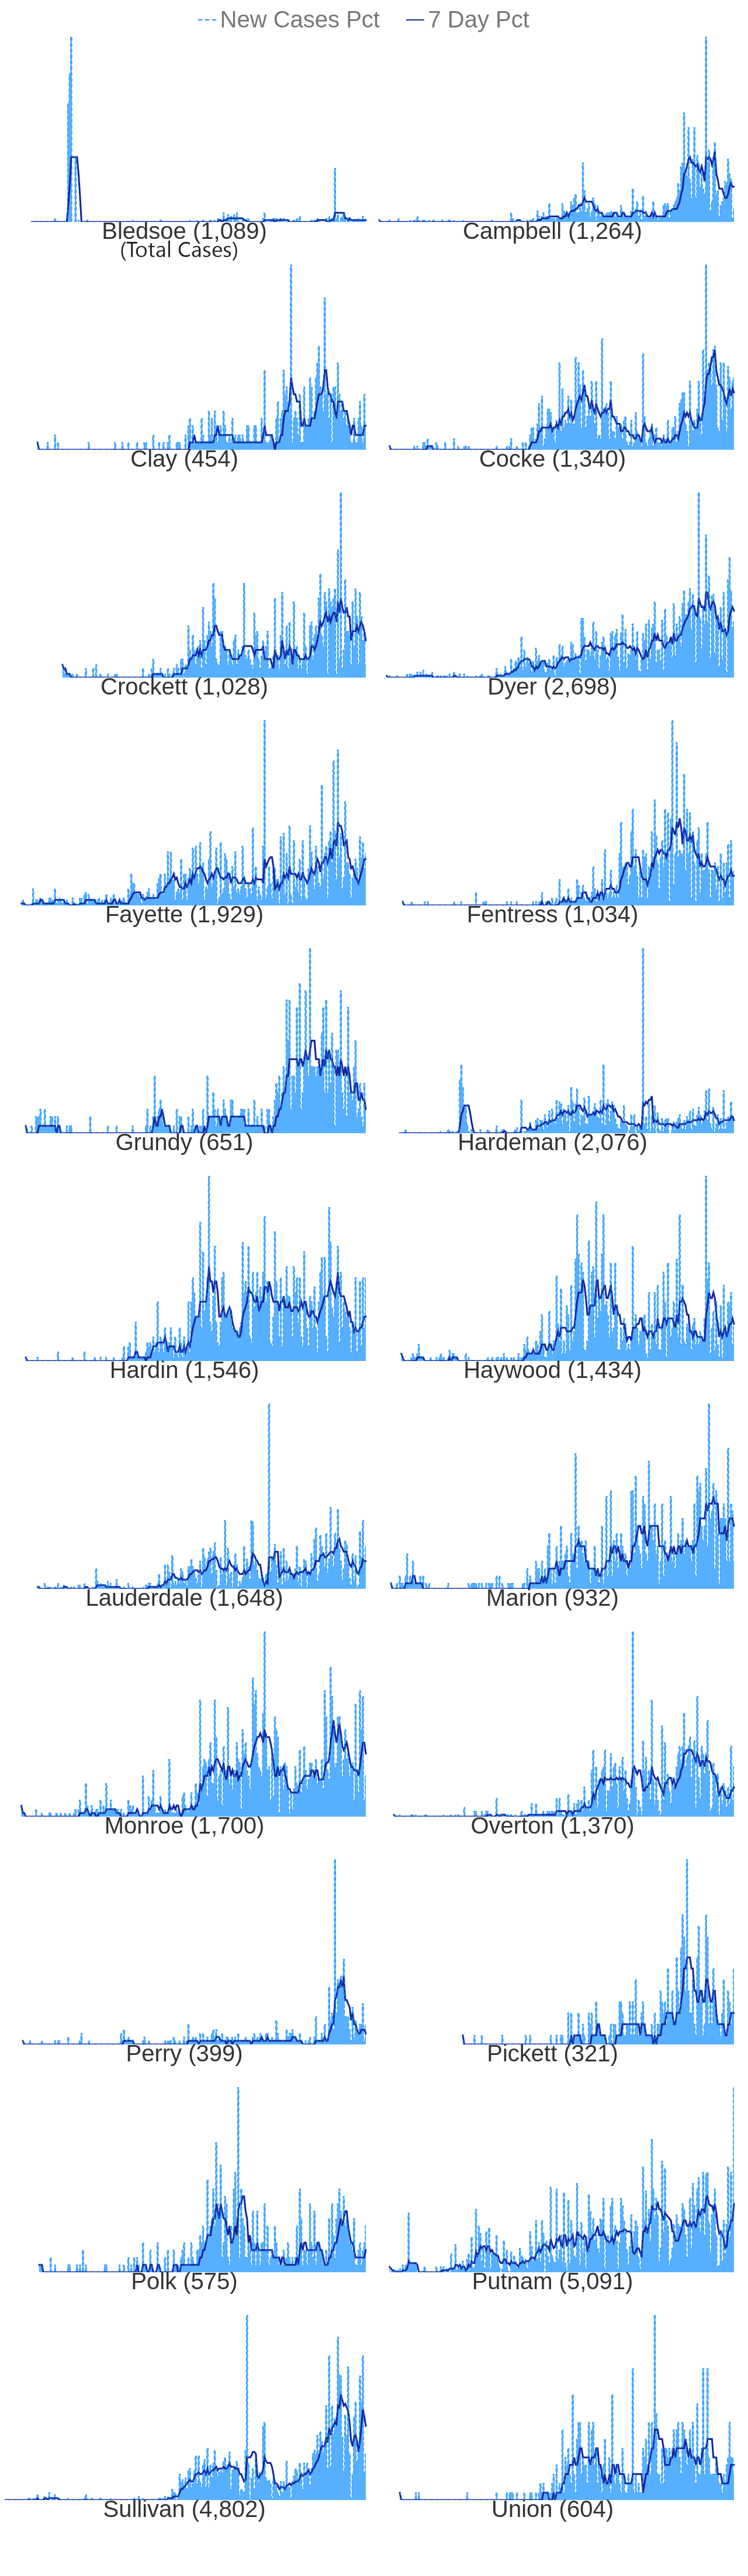 New Cases Pct 7 Day Pct
Bledsoe (1,089) Campbell (1,264)
(Total Cases)
Clay (454) Cocke (1,340)
Crockett (1,028) Dyer (2,698)
Fayette (1,929) Fentress (1,034)
Grundy (651) Hardeman (2,076)
Hardin (1,546) Haywood (1,434)
Lauderdale (1,648) Marion (932)
Monroe (1,700) Overton (1,370)
Perry (399) Pickett (321)
Polk (575) Putnam (5,091)
Sullivan (4,802) Union (604)